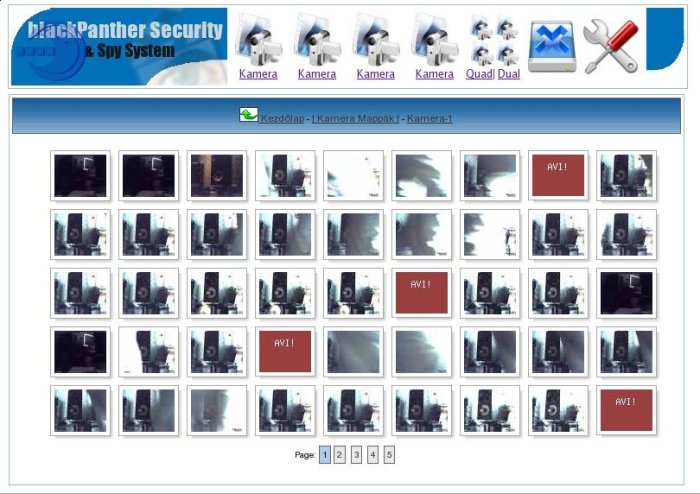 blackPanther Security
& Spy System
Kamera Kamera Kamera Kamera Quad| Dual
Kezdőlap - [ Kamera Mappák ] - Kamera-1
AVI!
AVI!
AVI!
AVI!
Page: 1 2 3 4 5